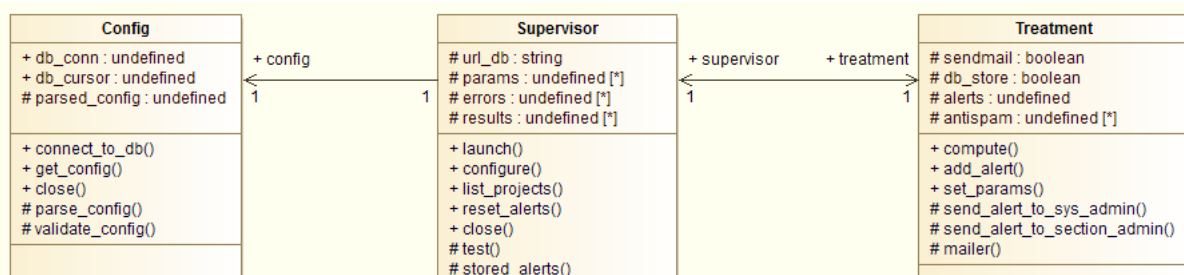 Config
+ db_conn : undefined
+ db_cursor : undefined
# parsed_config : undefined
+ connect_to_db()
+ get_config()
+ close()
# parse_config()
# validate_config()
+ config
1
1
Supervisor
# url_db : string
# params : undefined [*]
# errors : undefined [*]
# results : undefined [*]
+ launch()
+ configure()
+ list_projects()
+ reset_alerts()
+ close()
# test()
# stored_alerts()
+ supervisor
+ treatment
1
1
Treatment
# sendmail : boolean
# db_store : boolean
# alerts : undefined
# antispam : undefined [*]
+ compute()
+ add_alert()
+ set_params()
# send_alert_to_sys_admin()
# send_alert_to_section_admin()
# mailer()